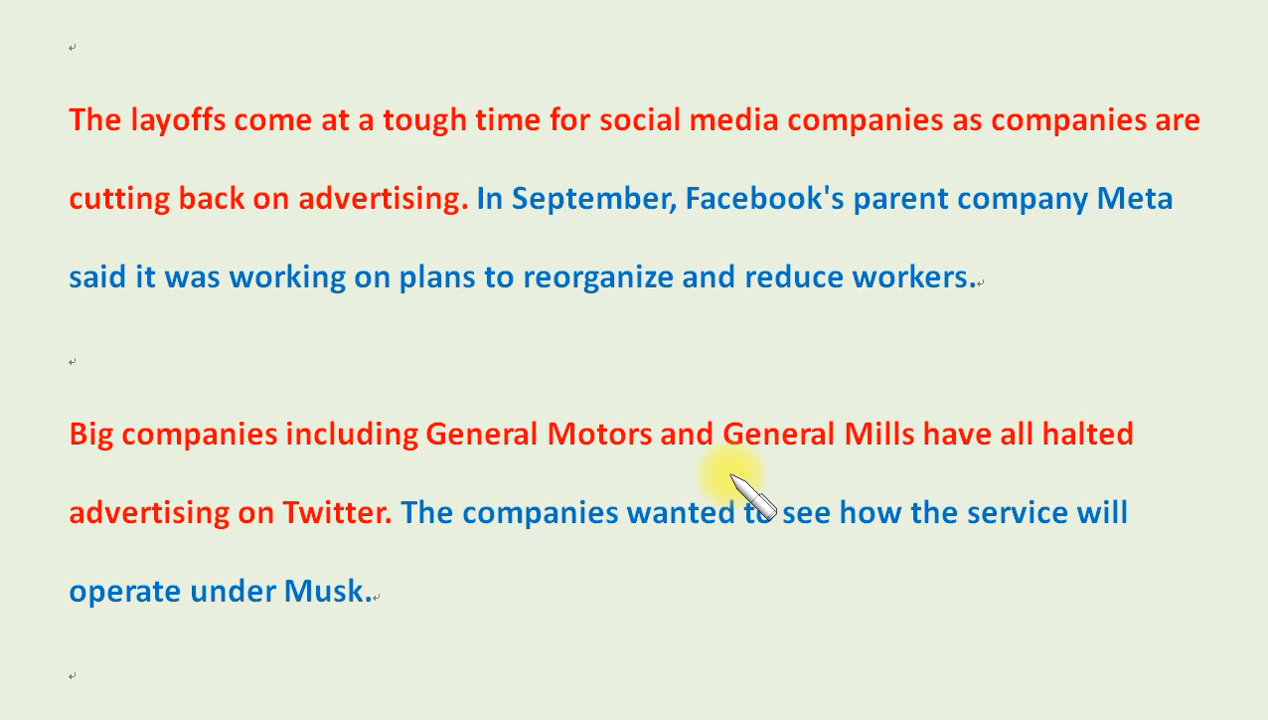 The layoffs come at a tough time for social media companies as companies are
cutting back on advertising. In September, Facebook's parent company Meta
said it was working on plans to reorganize and reduce workers.
Big companies including General Motors and General Mills have all halted
advertising on Twitter. The companies wanted to see how the service will
operate under Musk.